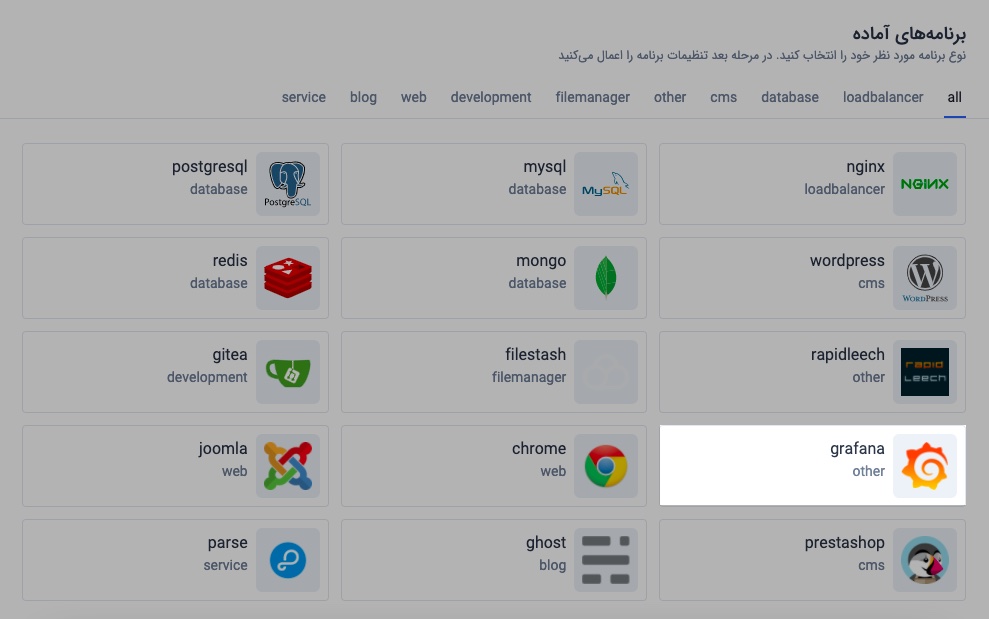 برنامه‌های آماده
نوع برنامه مورد نظر خود را انتخاب کنید. در مرحله بعد تنظیمات برنامه را اعمال می‌کنید
all loadbalancer database cms other filemanager development web blog service
nginx
loadbalancer
NGINX
mysql
database
MySQL
postgresql
database
PostgreSQL
wordpress
cms
WORDPRESS
mongo
database
redis
database
rapidleech
other
RAPID
LEECH
filestash
filemanager
gitea
development
grafana
other
chrome
web
joomla
web
prestashop
cms
ghost
blog
parse
service